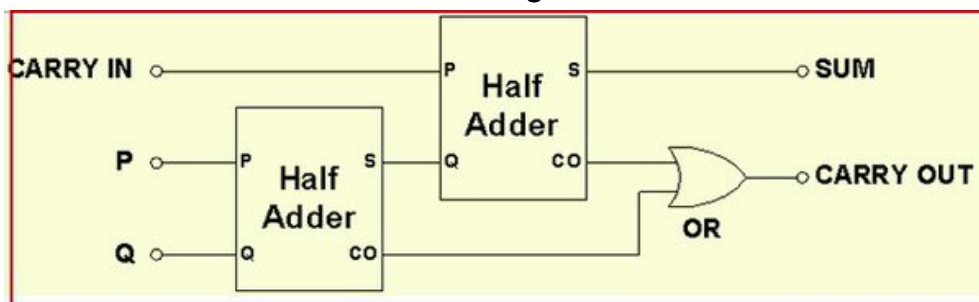 CARRY IN
P
Half
Adder
S
SUM
Q
CO
P
P
Half
Adder
S
Q
Q
CO
OR
CARRY OUT